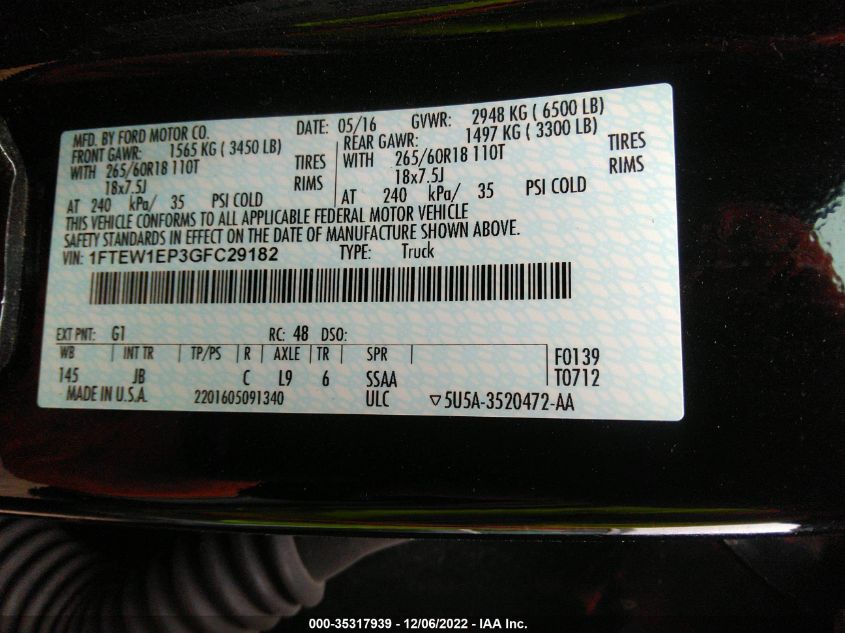 MFD. BY FORD MOTOR CO. DATE: 05/16 GVWR: 2948 KG ( 6500 LB)
FRONT GAWR: 1565 KG ( 3450 LB) REAR GAWR: 1497 KG ( 3300 LB)
WITH 265/60R18 110T TIRES WITH 265/60R18 110T TIRES
18x7.5J RIMS 18x7.5J RIMS
AT 240 kPa/ 35 PSI COLD AT 240 kPa/ 35 PSI COLD
THIS VEHICLE CONFORMS TO ALL APPLICABLE FEDERAL MOTOR VEHICLE
SAFETY STANDARDS IN EFFECT ON THE DATE OF MANUFACTURE SHOWN ABOVE.
VIN: 1FTEW1EP3GFC29182 TYPE: Truck
EXT PNT: G1 RC: 48 DSO:
WB INT TR TP/PS R AXLE TR SPR F0139
145 JB C L9 6 SSAA T0712
MADE IN U.S.A. 2201605091340 ULC ▽5U5A-3520472-AA
000-35317939 - 12/06/2022 - IAA Inc.